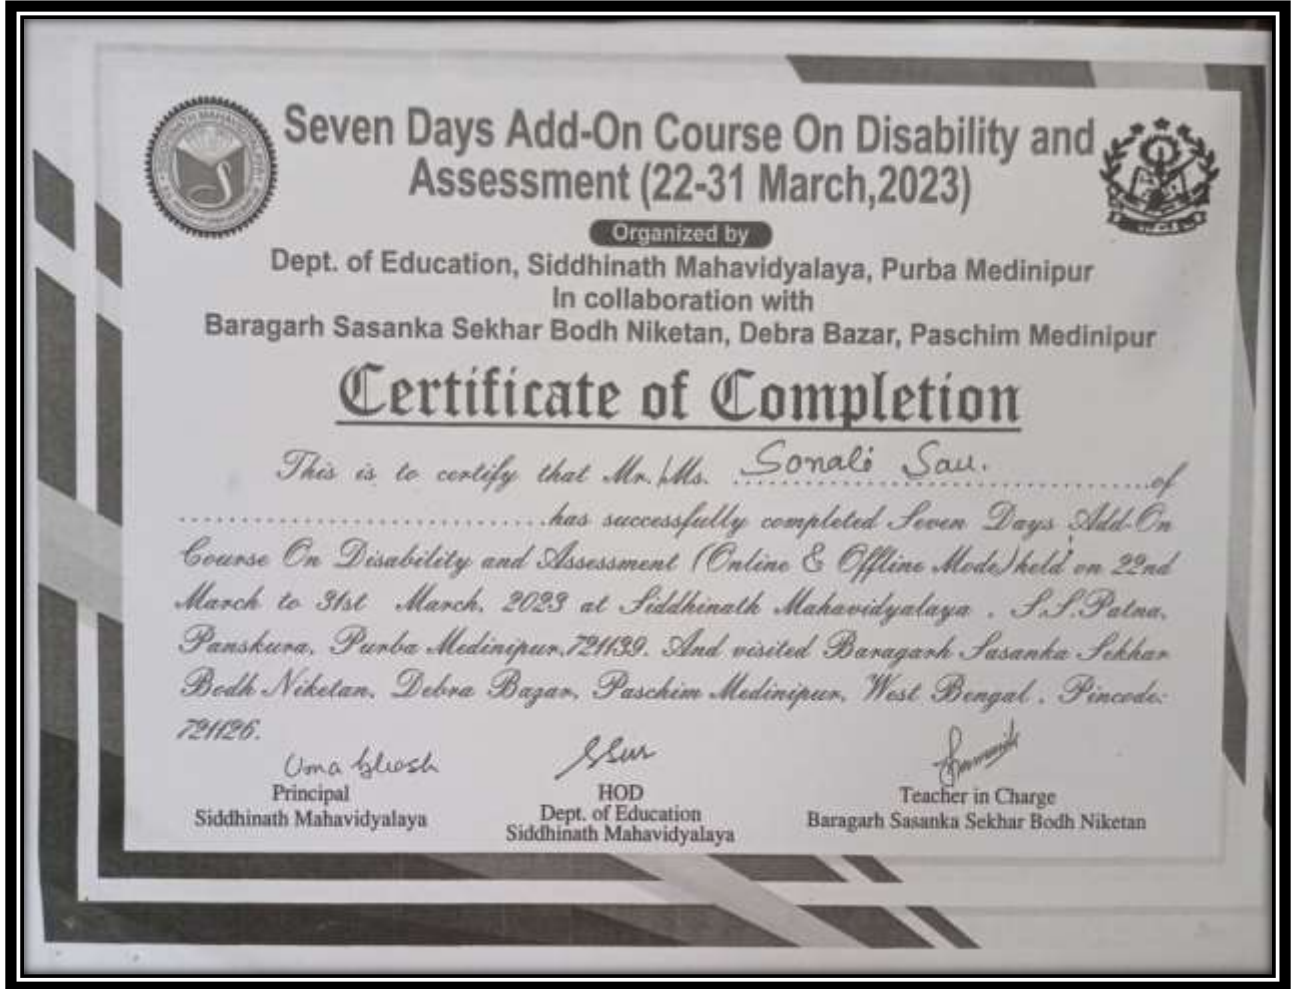 Seven Days Add-On Course On Disability and
Assessment (22-31 March,2023)
Organized by
Dept. of Education, Siddhinath Mahavidyalaya, Purba Medinipur
In collaboration with
Baragarh Sasanka Sekhar Bodh Niketan, Debra Bazar, Paschim Medinipur
Certificate of Completion
This is to certify that Mr./Ms. Sonali Sau. of
has successfully completed Seven Days Add-On
Course On Disability and Assessment (Online & Offline Mode) held on 22nd
March to 31st March, 2023 at Siddhinath Mahavidyalaya , S.S.Patna,
Panskura, Purba Medinipur,721139. And visited Baragarh Sasanka Sekhar
Bodh Niketan, Debra Bazar, Paschim Medinipur, West Bengal , Pincode:
721126.
Uma Ghosh
Principal
Siddhinath Mahavidyalaya
SSur
HOD
Dept. of Education
Siddhinath Mahavidyalaya
Teacher in Charge
Baragarh Sasanka Sekhar Bodh Niketan